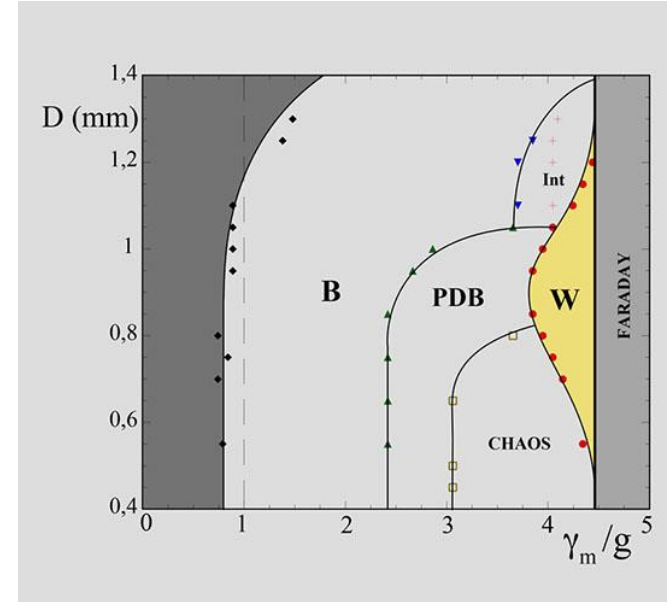 1,4
D (mm)
1,2
Int
1
B
PDB
W
FARADAY
0,8
0,6
CHAOS
0,4
0 1 2 3 4 5
γm/g